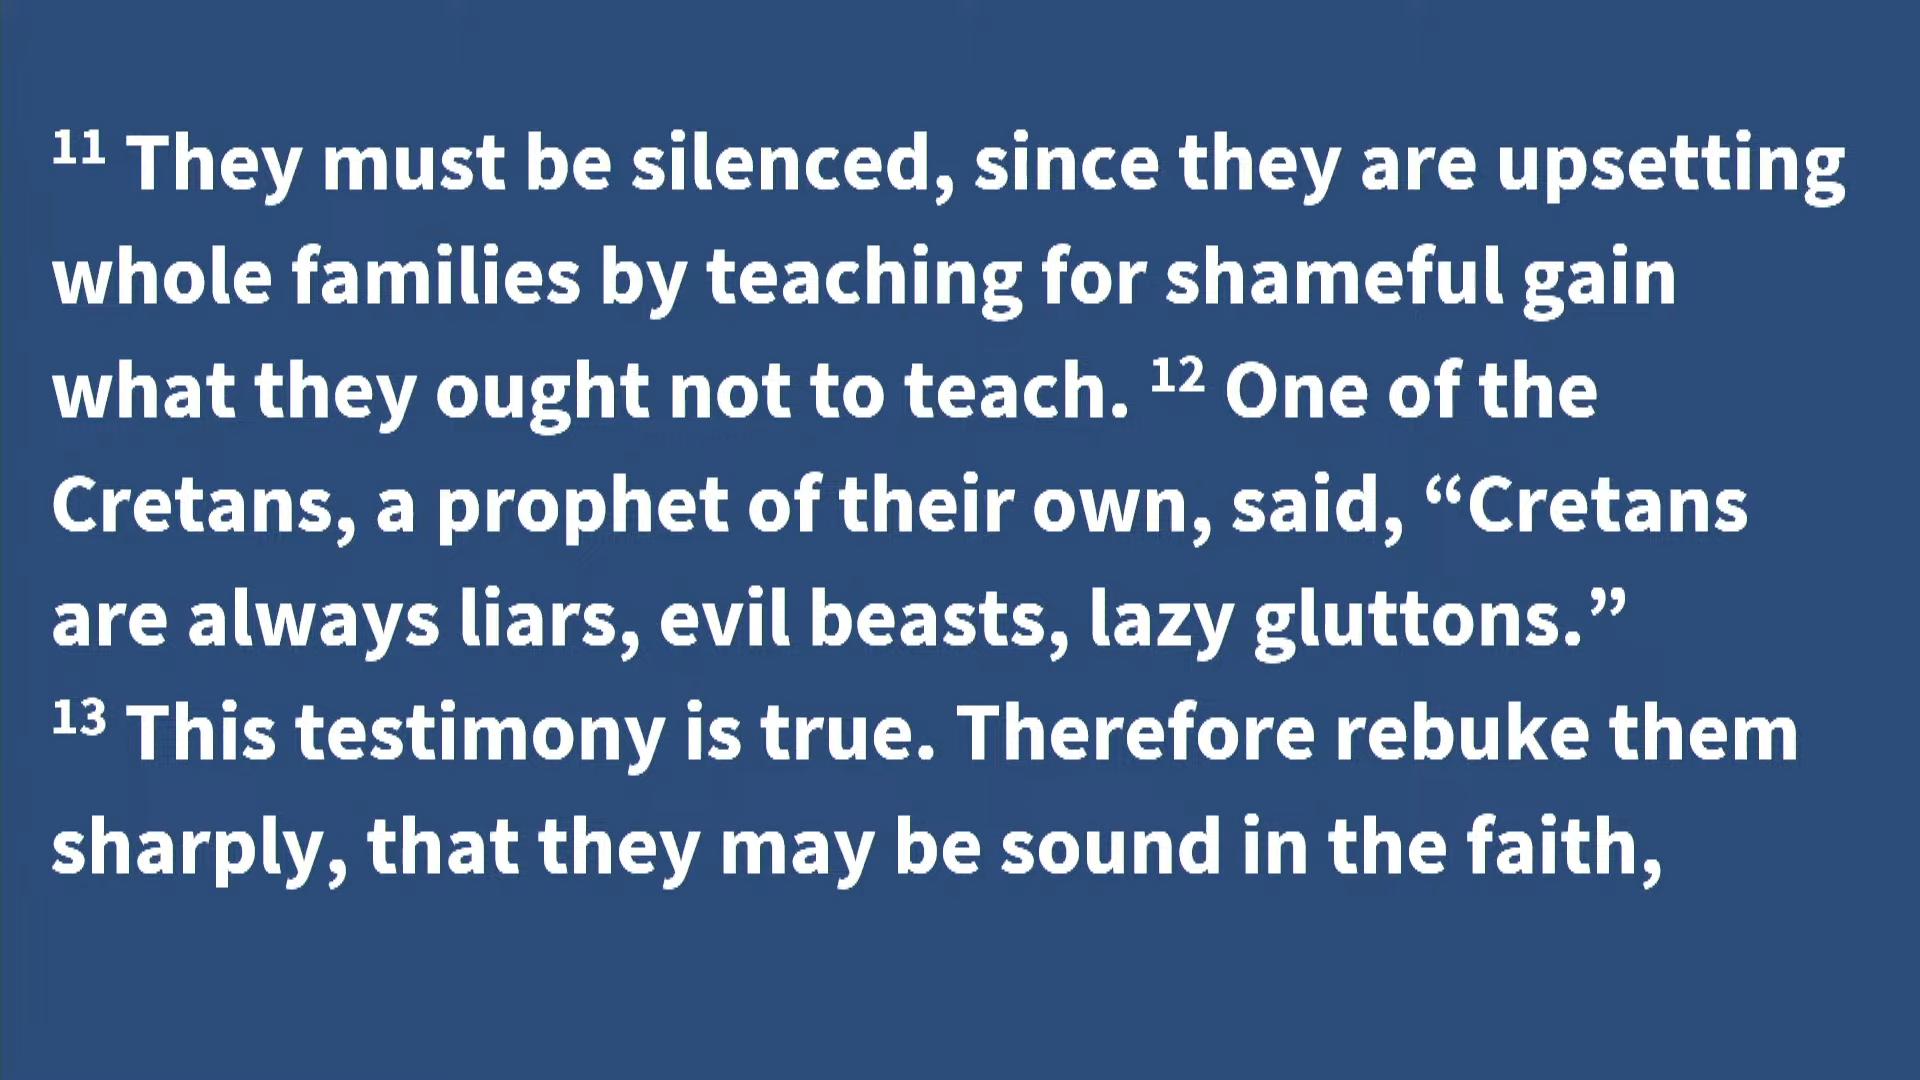 ¹¹ They must be silenced, since they are upsetting
whole families by teaching for shameful gain
what they ought not to teach. ¹² One of the
Cretans, a prophet of their own, said, “Cretans
are always liars, evil beasts, lazy gluttons.”
¹³ This testimony is true. Therefore rebuke them
sharply, that they may be sound in the faith,